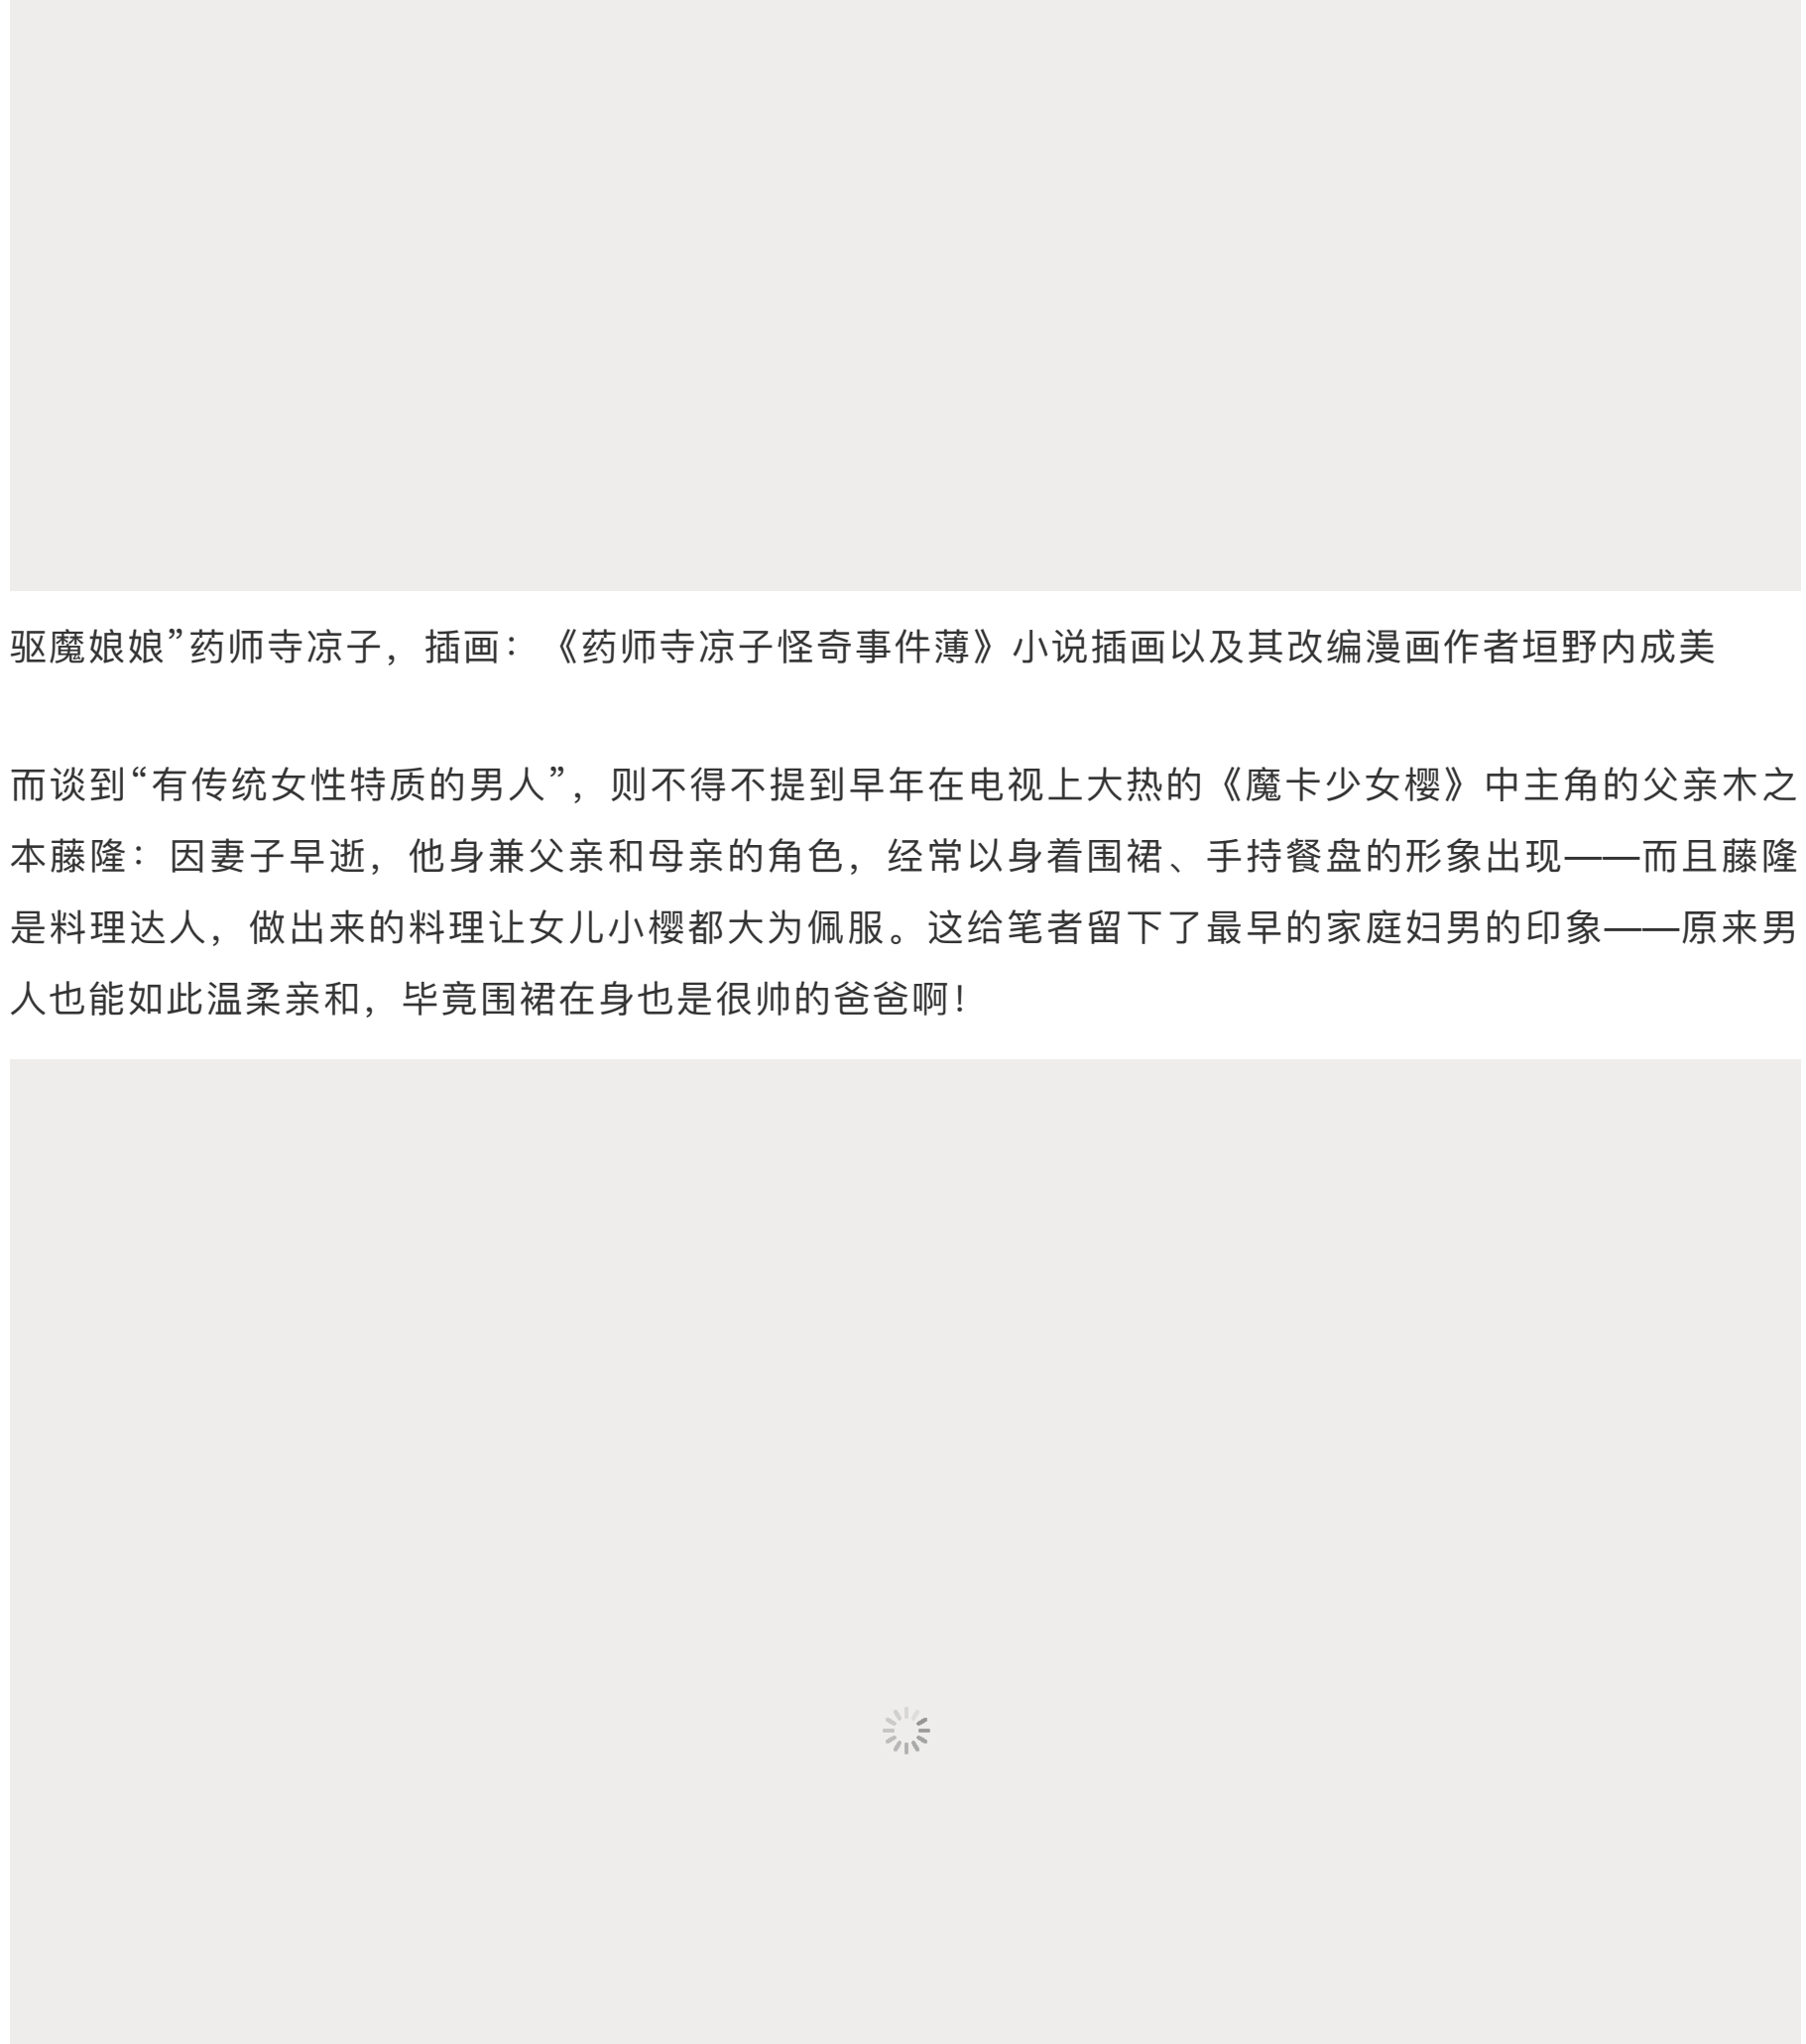 驱魔娘娘”药师寺凉子，插画：《药师寺凉子怪奇事件薄》小说插画以及其改编漫画作者垣野内成美
而谈到“有传统女性特质的男人”，则不得不提到早年在电视上大热的《魔卡少女樱》中主角的父亲木之
本藤隆：因妻子早逝，他身兼父亲和母亲的角色，经常以身着围裙、手持餐盘的形象出现——而且藤隆
是料理达人，做出来的料理让女儿小樱都大为佩服。这给笔者留下了最早的家庭妇男的印象——原来男
人也能如此温柔亲和，毕竟围裙在身也是很帅的爸爸啊！